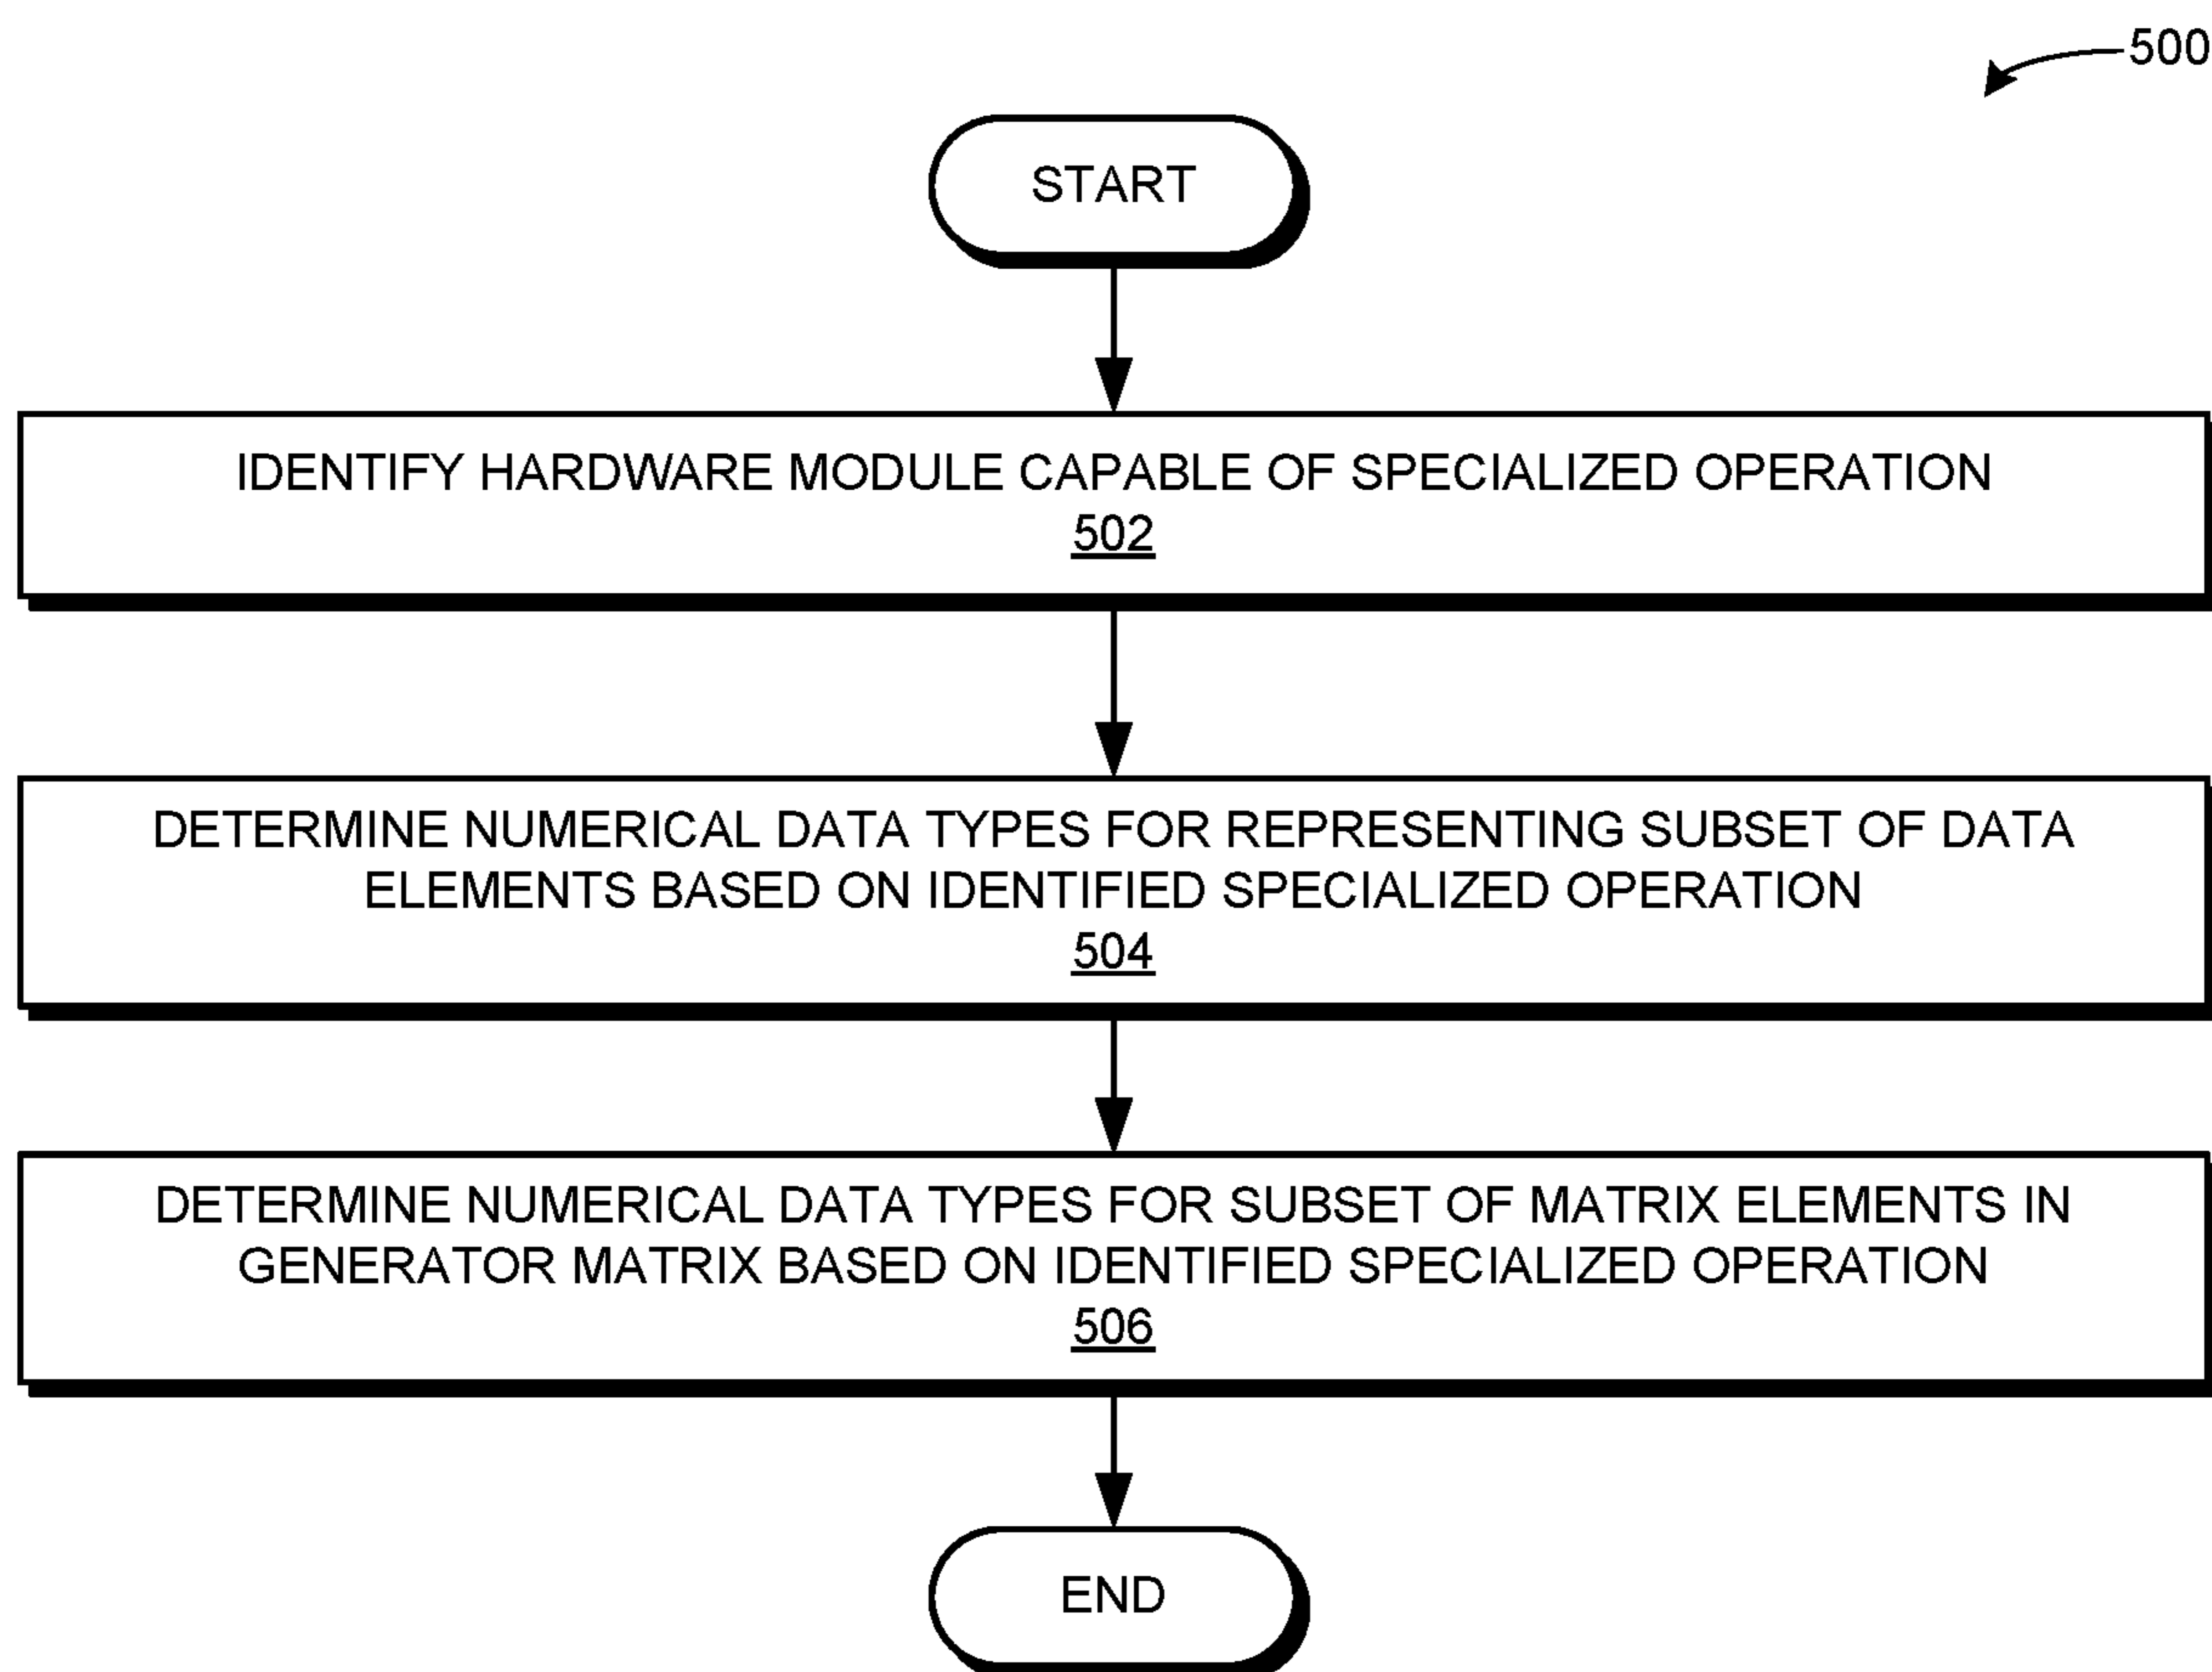 500
START
IDENTIFY HARDWARE MODULE CAPABLE OF SPECIALIZED OPERATION
502
DETERMINE NUMERICAL DATA TYPES FOR REPRESENTING SUBSET OF DATA
ELEMENTS BASED ON IDENTIFIED SPECIALIZED OPERATION
504
DETERMINE NUMERICAL DATA TYPES FOR SUBSET OF MATRIX ELEMENTS IN
GENERATOR MATRIX BASED ON IDENTIFIED SPECIALIZED OPERATION
506
END